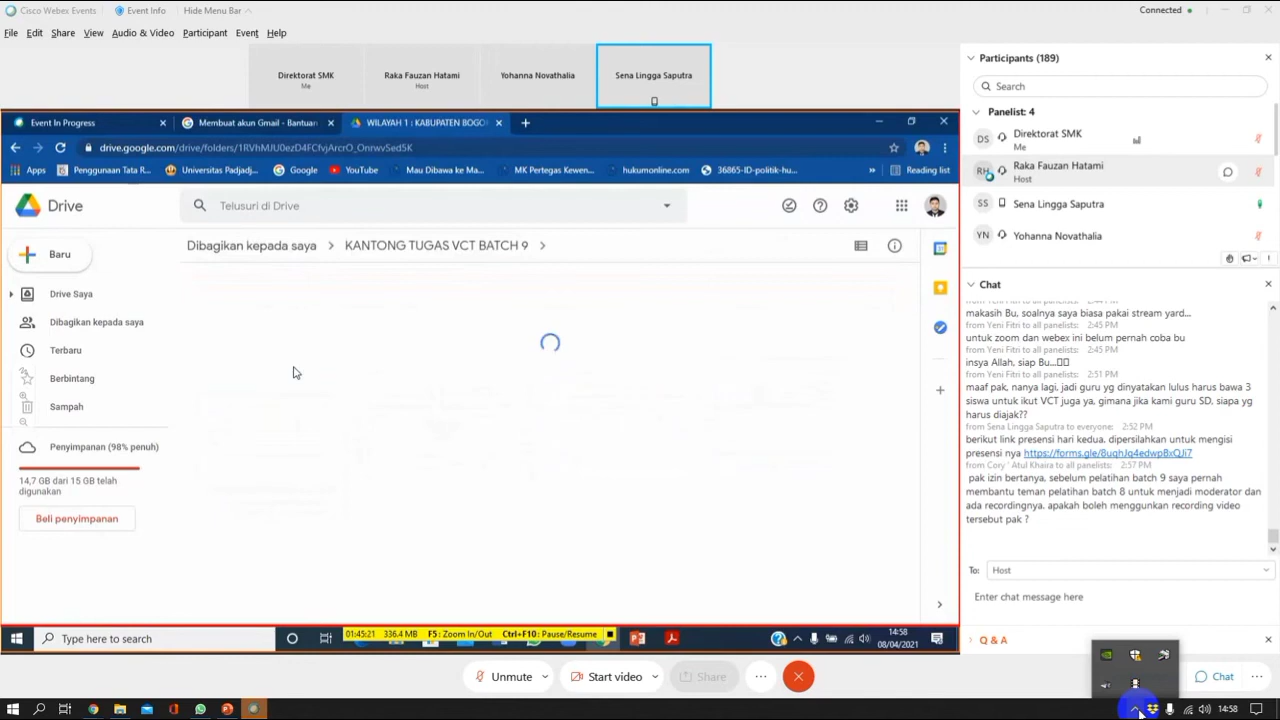 Cisco Webex Events
Event Info
Hide Menu Bar
Connected
File Edit Share View Audio & Video Participant Event Help
Direktorat SMK
Me
Raka Fauzan Hatami
Host
Yohanna Novathalia
Sena Lingga Saputra
Event In Progress
Membuat akun Gmail - Bantuan
WILAYAH 1 : KABUPATEN BOGO
drive.google.com/drive/folders/1RVhMJU0ezD4FCfvjArcrO_OnrwvSed5K
Apps
Penggunaan Tata R...
Universitas Padjadj...
Google
YouTube
Mau Dibawa ke Ma...
MK Pertegas Kewen...
hukumonline.com
36865-ID-politik-hu...
»
Reading list
Drive
Telusuri di Drive
Baru
Dibagikan kepada saya > KANTONG TUGAS VCT BATCH 9 >
Drive Saya
Dibagikan kepada saya
Terbaru
Berbintang
Sampah
Penyimpanan (98% penuh)
14,7 GB dari 15 GB telah
digunakan
Beli penyimpanan
Type here to search
01:45:21 336.4 MB F5: Zoom In/Out Ctrl+F10: Pause/Resume
14:58
08/04/2021
Participants (189)
Search
Panelist: 4
DS
Direktorat SMK
Me
RH
Raka Fauzan Hatami
Host
SS
Sena Lingga Saputra
YN
Yohanna Novathalia
Chat
makasih Bu, soalnya saya biasa pakai stream yard...
from Yeni Fitri to all panelists: 2:45 PM
untuk zoom dan webex ini belum pernah coba bu
from Yeni Fitri to all panelists: 2:45 PM
insya Allah, siap Bu...
from Yeni Fitri to all panelists: 2:51 PM
maaf pak, nanya lagi, jadi guru yg dinyatakan lulus harus bawa 3
siswa untuk ikut VCT juga ya, gimana jika kami guru SD, siapa yg
harus diajak??
from Sena Lingga Saputra to everyone: 2:52 PM
berikut link presensi hari kedua. dipersilahkan untuk mengisi
presensi nya https://forms.gle/8uqhJq4edwpBxQJi7
from Cory ' Atul Khaira to all panelists: 2:57 PM
pak izin bertanya. sebelum pelatihan batch 9 saya pernah
membantu teman pelatihan batch 8 untuk menjadi moderator dan
ada recordingnya. apakah boleh menggunkan recording video
tersebut pak ?
To: Host
Enter chat message here
Q & A
Unmute
Start video
Share
Chat
14:58